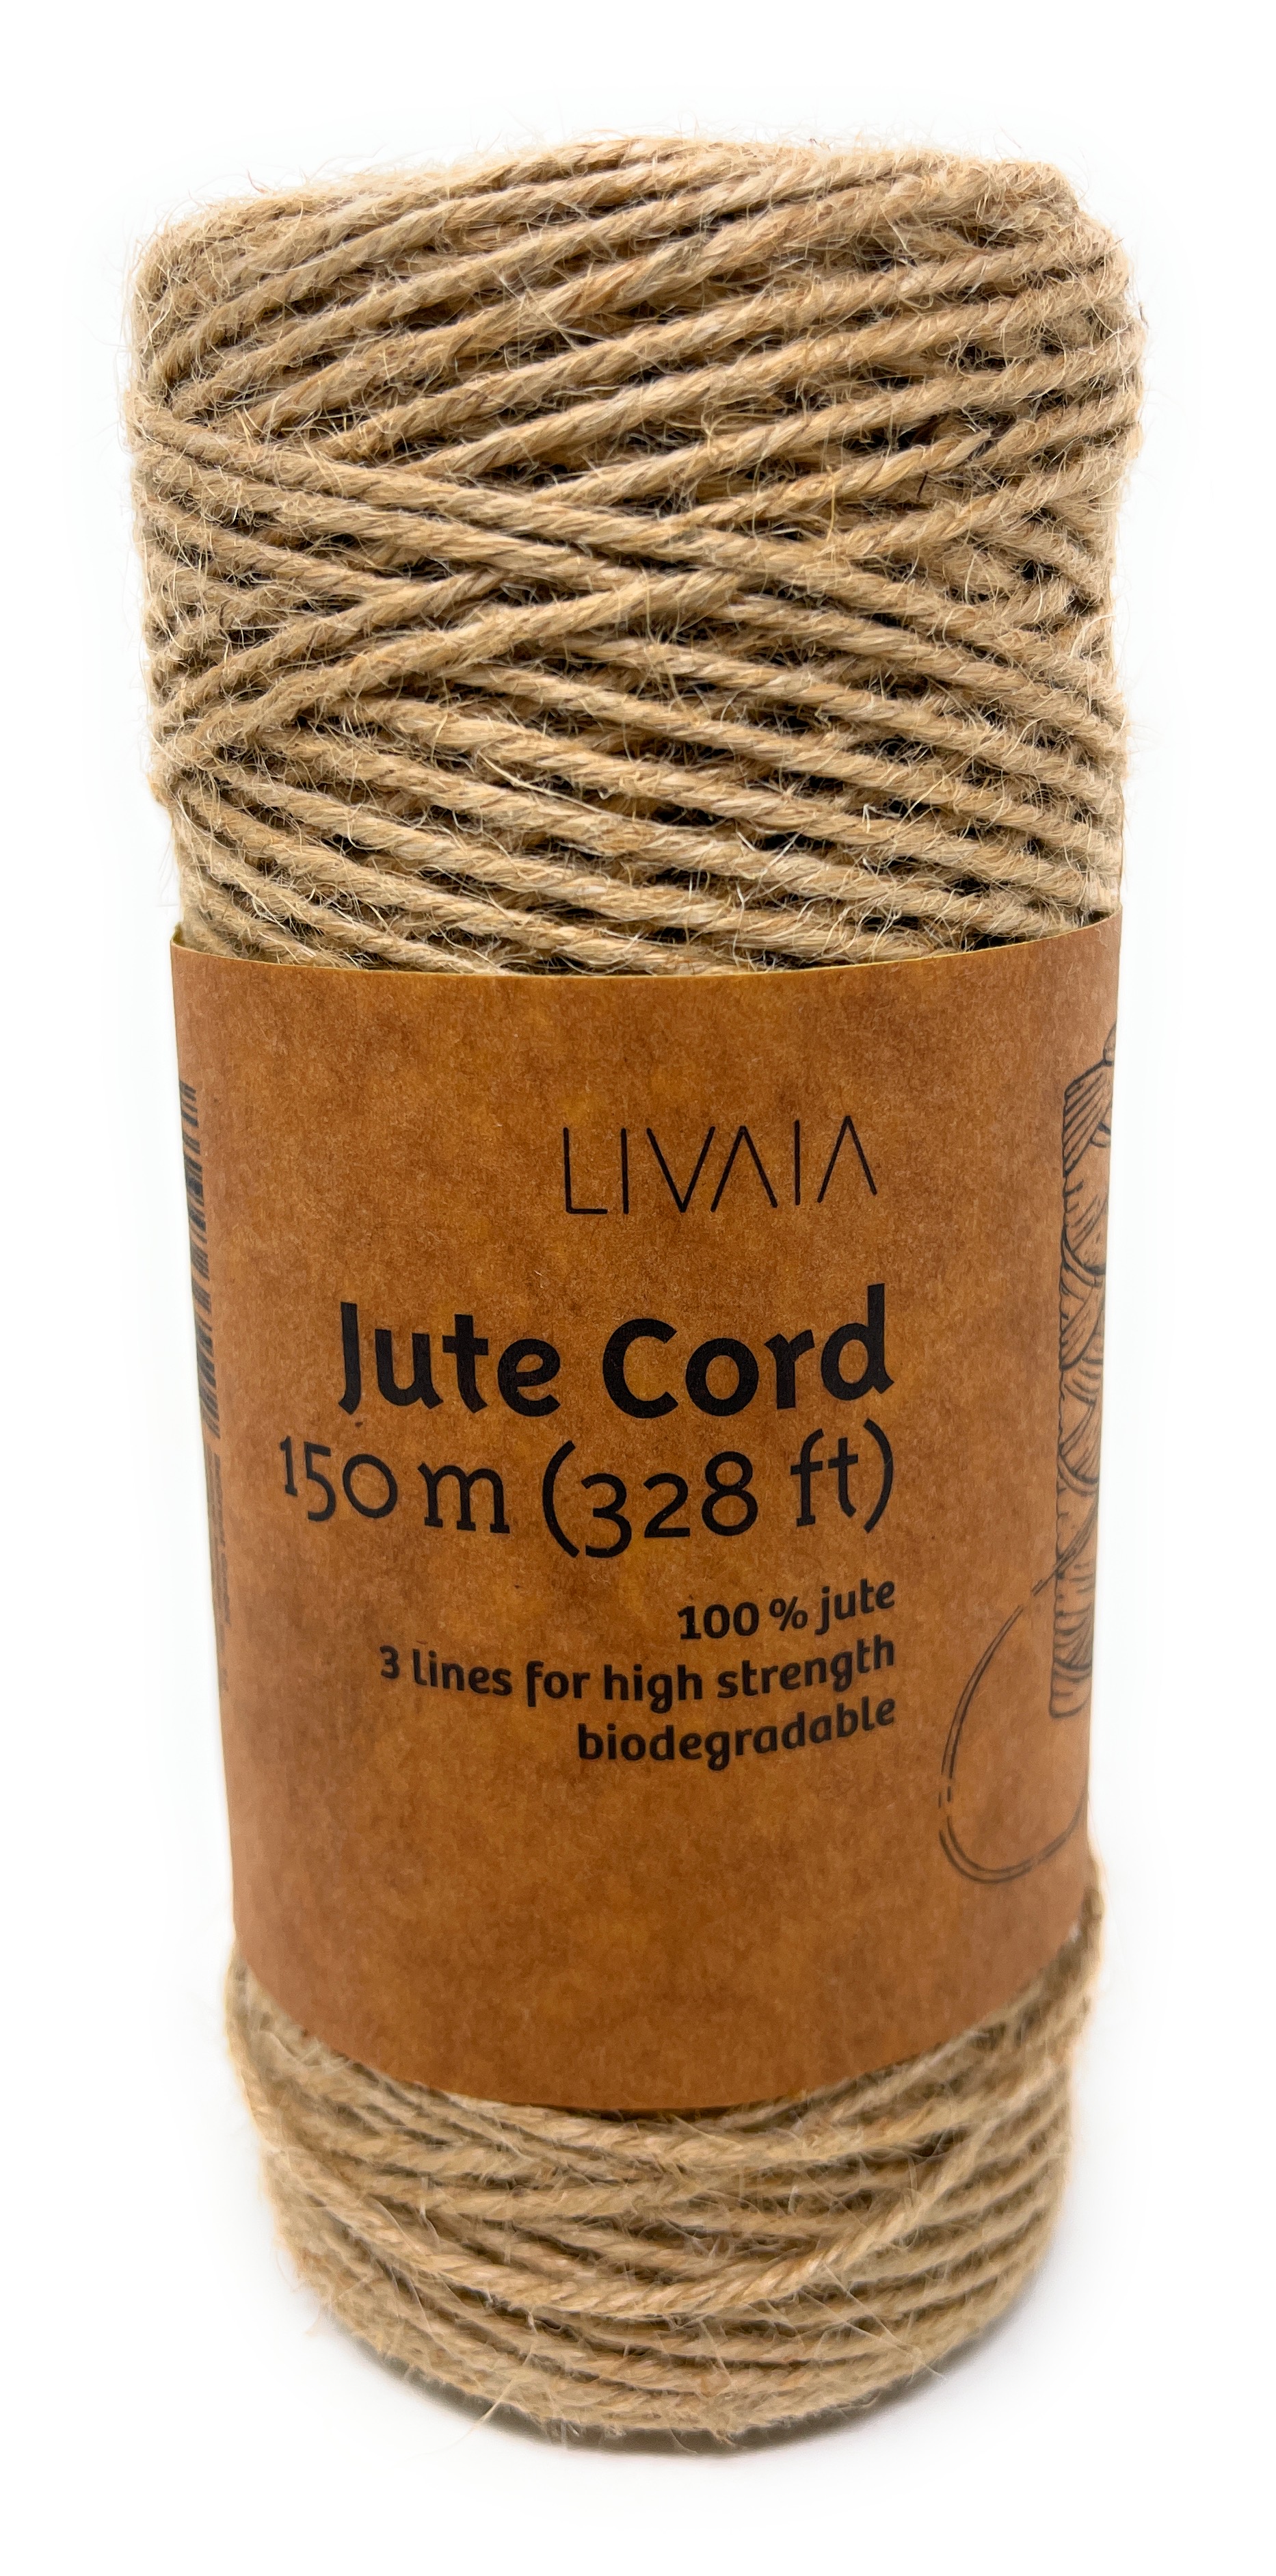 LIVAIA
Jute Cord
150 m (328 ft)
100 % jute
3 lines for high strength
biodegradable